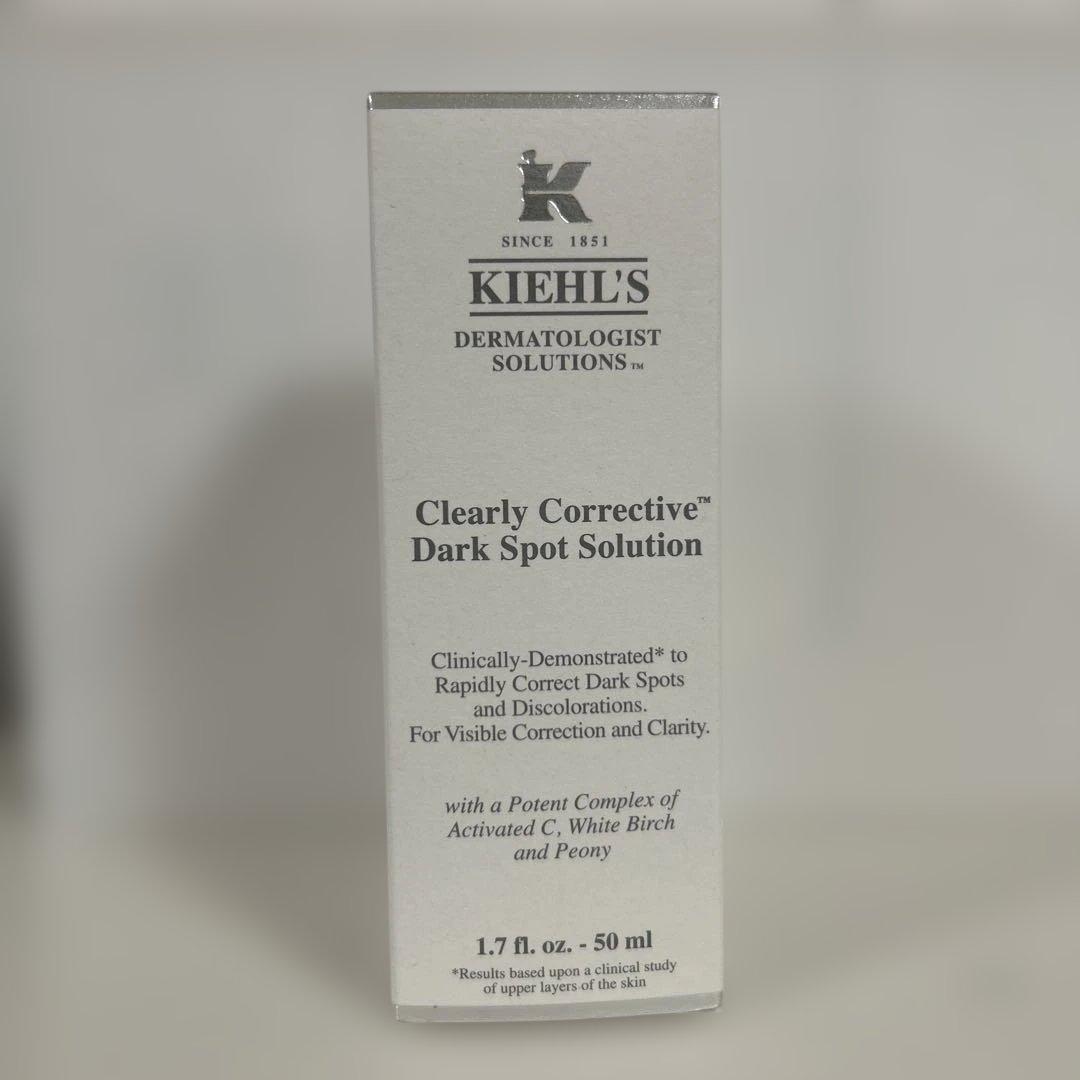 K
SINCE 1851
KIEHL'S
DERMATOLOGIST
SOLUTIONS™
Clearly Corrective™
Dark Spot Solution
Clinically-Demonstrated* to
Rapidly Correct Dark Spots
and Discolorations.
For Visible Correction and Clarity.
with a Potent Complex of
Activated C, White Birch
and Peony
1.7 fl. oz. - 50 ml
*Results based upon a clinical study
of upper layers of the skin